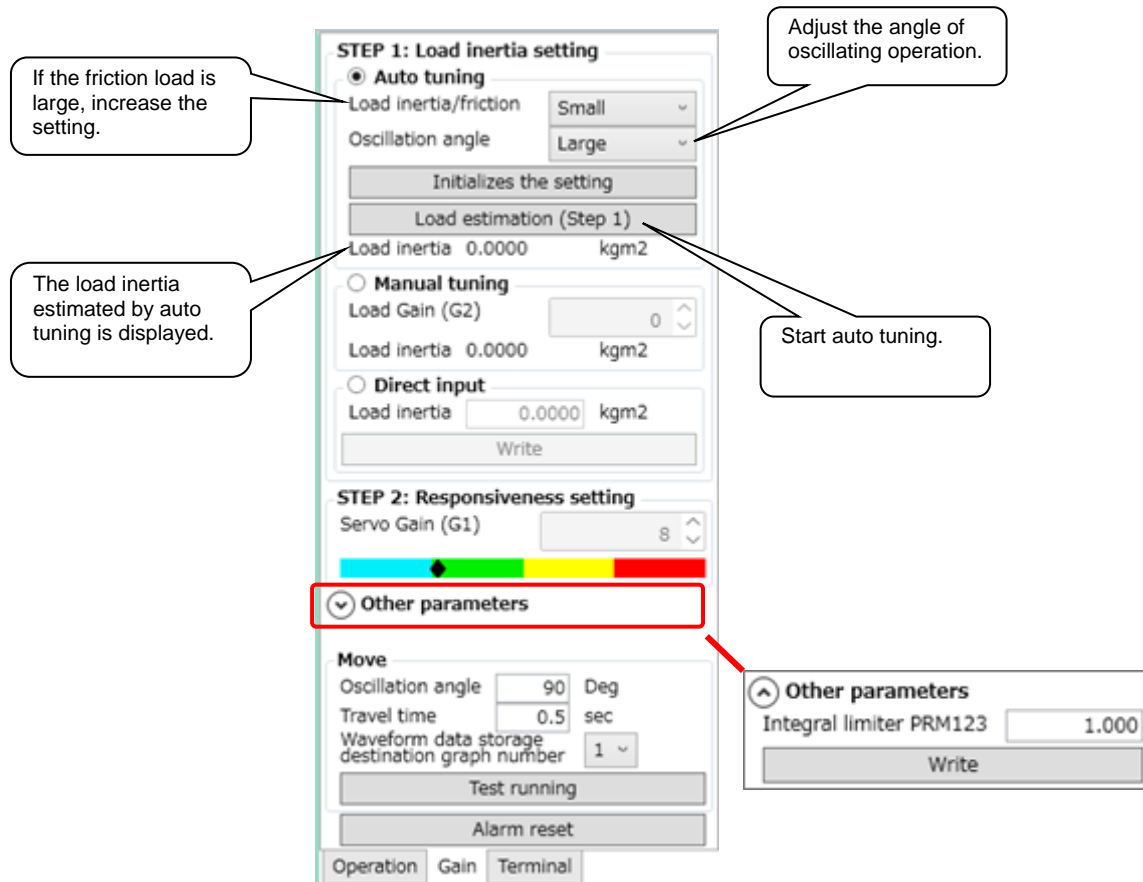 Adjust the angle of
oscillating operation.
If the friction load is
large, increase the
setting.
STEP 1: Load inertia setting
Auto tuning
Load inertia/friction Small
Oscillation angle Large
Initializes the setting
Load estimation (Step 1)
Load inertia 0.0000 kgm2
The load inertia
estimated by auto
tuning is displayed.
Start auto tuning.
Manual tuning
Load Gain (G2) 0
Load inertia 0.0000 kgm2
Direct input
Load inertia 0.0000 kgm2
Write
STEP 2: Responsiveness setting
Servo Gain (G1) 8
Other parameters
Move
Oscillation angle 90 Deg
Travel time 0.5 sec
Waveform data storage
destination graph number 1
Test running
Alarm reset
Operation Gain Terminal
Other parameters
Integral limiter PRM123 1.000
Write